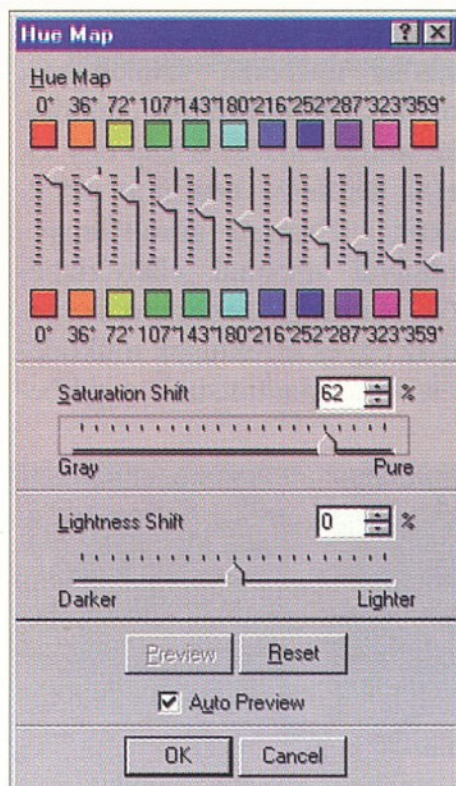 Hue Map
Hue Map
0° 36° 72° 107° 143° 180° 216° 252° 287° 323° 359°
0° 36° 72° 107° 143° 180° 216° 252° 287° 323° 359°
Saturation Shift 62 %
Gray Pure
Lightness Shift 0 %
Darker Lighter
Preview Reset
Auto Preview
OK Cancel